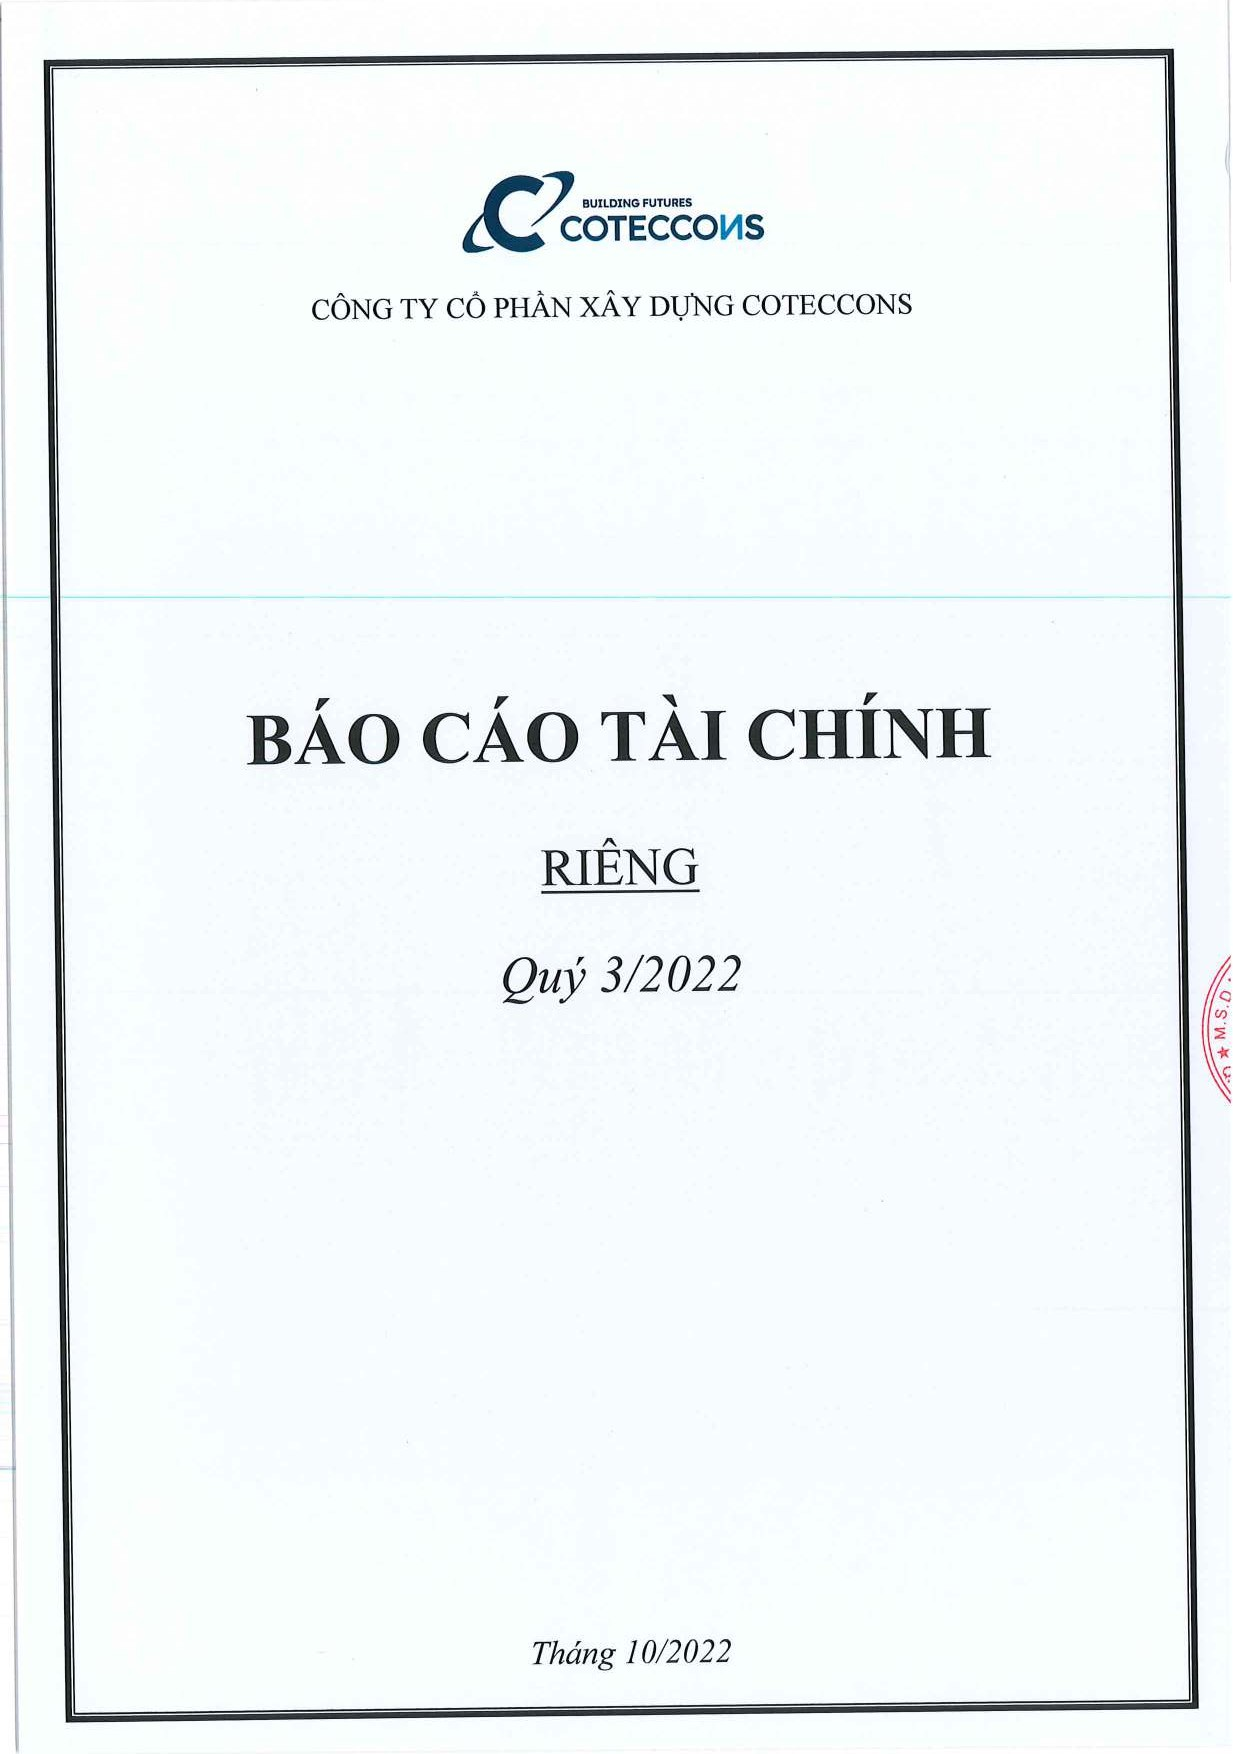 BUILDING FUTURES
COTECCONS
CÔNG TY CỔ PHẦN XÂY DỰNG COTECCONS
BÁO CÁO TÀI CHÍNH
RIÊNG
Quý 3/2022
M.S.D
Tháng 10/2022